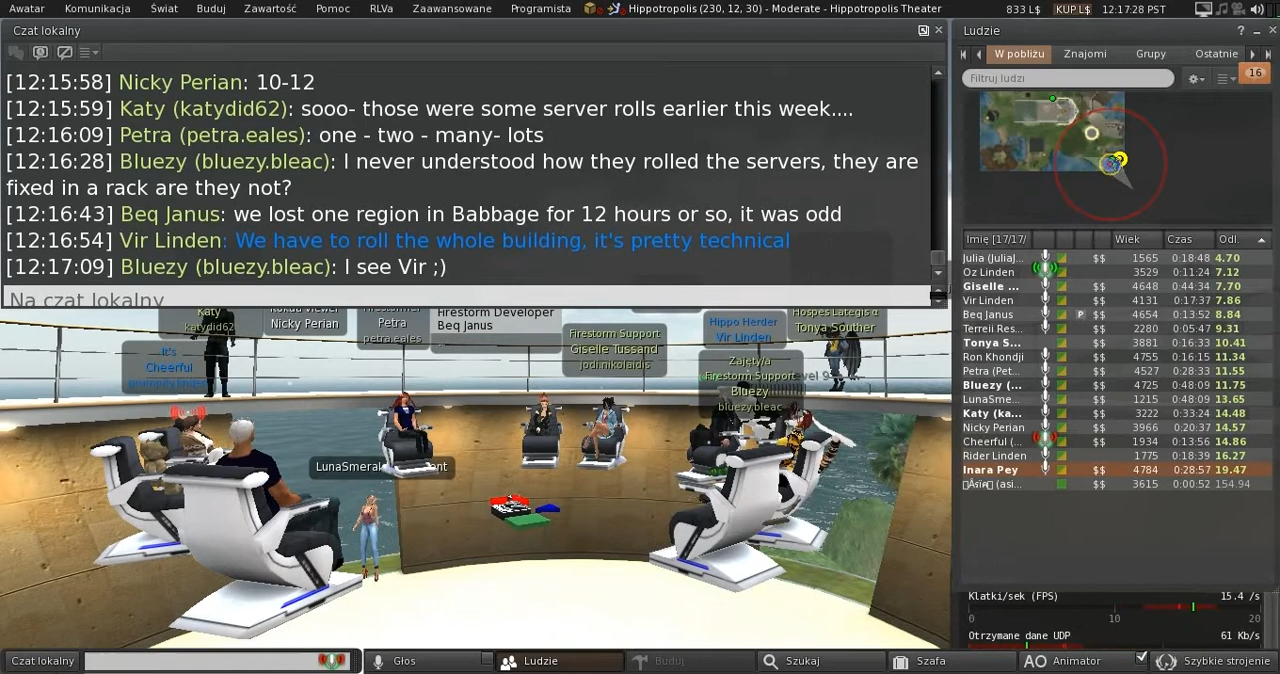 Awatar Komunikacja Świat Buduj Zawartość Pomoc RLVa Zaawansowane Programista Hippotropolis (230, 12, 30) - Moderate - Hippotropolis Theater 833 L$ KUP L$ 12:17:28 PST
Czat lokalny
[12:15:58] Nicky Perian: 10-12
[12:15:59] Katy (katydid62): sooo- those were some server rolls earlier this week....
[12:16:09] Petra (petra.eales): one - two - many- lots
[12:16:28] Bluezy (bluezy.bleac): I never understood how they rolled the servers, they are
fixed in a rack are they not?
[12:16:43] Beq Janus: we lost one region in Babbage for 12 hours or so, it was odd
[12:16:54] Vir Linden: We have to roll the whole building, it's pretty technical
[12:17:09] Bluezy (bluezy.bleac): I see Vir ;)
Na czat lokalny
Katy
katydid62
Nicky Perian
Petra
petra.eales
Firestorm Developer
Beq Janus
Firestorm Support
Giselle Tussand
Hippo Herder
Vir Linden
Tonya Souther
It's
Cheerful
Zajęty/a
Firestorm Support
Bluezy
bluezy.bleac
Ludzie
W pobliżu Znajomi Grupy Ostatnie
16
Filtruj ludzi
Imię [17/17/ Wiek Czas Odl.
Julia (JuliaJ... $$ 1565 0:18:48 4.70
Oz Linden 3529 0:11:24 7.12
Giselle ... $$ 4648 0:44:34 7.70
Vir Linden $$ 4131 0:17:37 7.86
Beq Janus P $$ 4654 0:13:52 8.84
Terreii Res... $$ 2280 0:05:47 9.31
Tonya S... $$ 3881 0:16:33 10.41
Ron Khondji $$ 4755 0:16:15 11.34
Petra (Pet... $$ 4527 0:28:33 11.55
Bluezy (... $$ 4725 0:48:09 11.75
LunaSme... $$ 1215 0:48:09 13.65
Katy (ka... $$ 3222 0:33:24 14.48
Nicky Perian $$ 3966 0:20:37 14.57
Cheerful (... $$ 1934 0:13:56 14.86
Rider Linden $$ 1775 0:18:39 16.27
Inara Pey $$ 4784 0:28:57 19.47
(asi... $$ 3615 0:00:52 154.94
Klatki/sek (FPS) 15.4 /s
0 10 20
Otrzymane dane UDP 61 Kb/s
Czat lokalny Głos Ludzie Buduj Szukaj Szafa AO Animator Szybkie strojenie